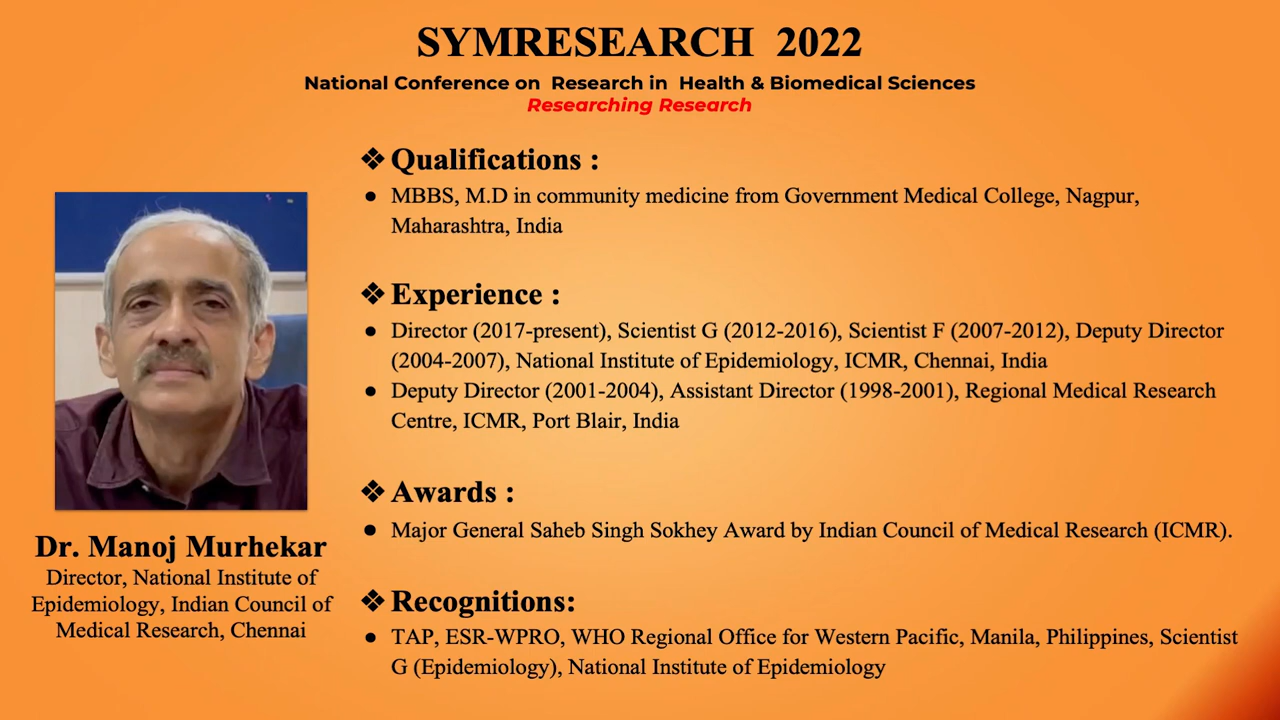 SYMRESEARCH 2022
National Conference on Research in Health & Biomedical Sciences
Researching Research
❖ Qualifications :
● MBBS, M.D in community medicine from Government Medical College, Nagpur,
Maharashtra, India
❖ Experience :
● Director (2017-present), Scientist G (2012-2016), Scientist F (2007-2012), Deputy Director
(2004-2007), National Institute of Epidemiology, ICMR, Chennai, India
● Deputy Director (2001-2004), Assistant Director (1998-2001), Regional Medical Research
Centre, ICMR, Port Blair, India
❖ Awards :
● Major General Saheb Singh Sokhey Award by Indian Council of Medical Research (ICMR).
❖ Recognitions:
● TAP, ESR-WPRO, WHO Regional Office for Western Pacific, Manila, Philippines, Scientist
G (Epidemiology), National Institute of Epidemiology
Dr. Manoj Murhekar
Director, National Institute of
Epidemiology, Indian Council of
Medical Research, Chennai